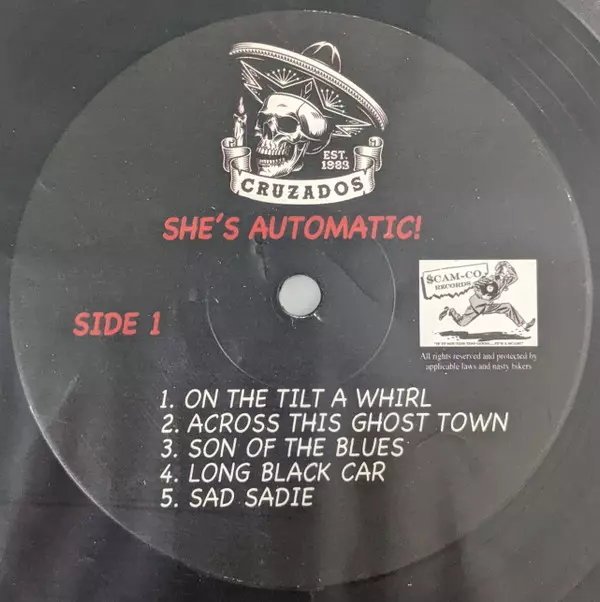 EST.
1983
CRUZADOS
SHE'S AUTOMATIC!
SIDE 1
$CAM-CO
RECORDS
All rights reserved and protected by
applicable laws and nasty bikers
1. ON THE TILT A WHIRL
2. ACROSS THIS GHOST TOWN
3. SON OF THE BLUES
4. LONG BLACK CAR
5. SAD SADIE